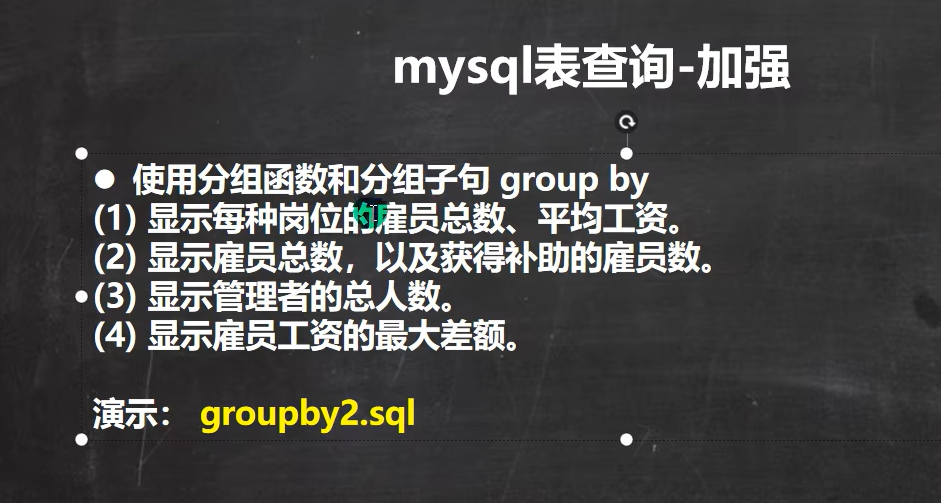 mysql表查询-加强
● 使用分组函数和分组子句 group by
(1) 显示每种岗位的雇员总数、平均工资。
(2) 显示雇员总数，以及获得补助的雇员数。
(3) 显示管理者的总人数。
(4) 显示雇员工资的最大差额。
演示： groupby2.sql